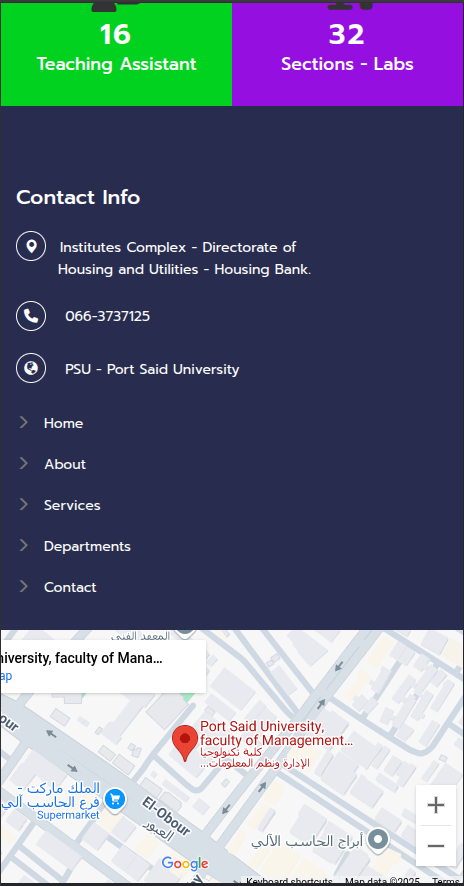 16
Teaching Assistant
32
Sections - Labs
Contact Info
Institutes Complex - Directorate of
Housing and Utilities - Housing Bank.
066-3737125
PSU - Port Said University
Home
About
Services
Departments
Contact
المعهد الفني
iversity, faculty of Mana...
ap
our
Port Said University,
faculty of Management...
كلية تكنولوجيا
الإدارة ونظم المعلومات...
الملك ماركت -
فرع الحاسب آلي
Supermarket
El-Obour
العبور
أبراج الحاسب الآلي
Google
Keyboard shortcuts
Map data ©2025
Terms